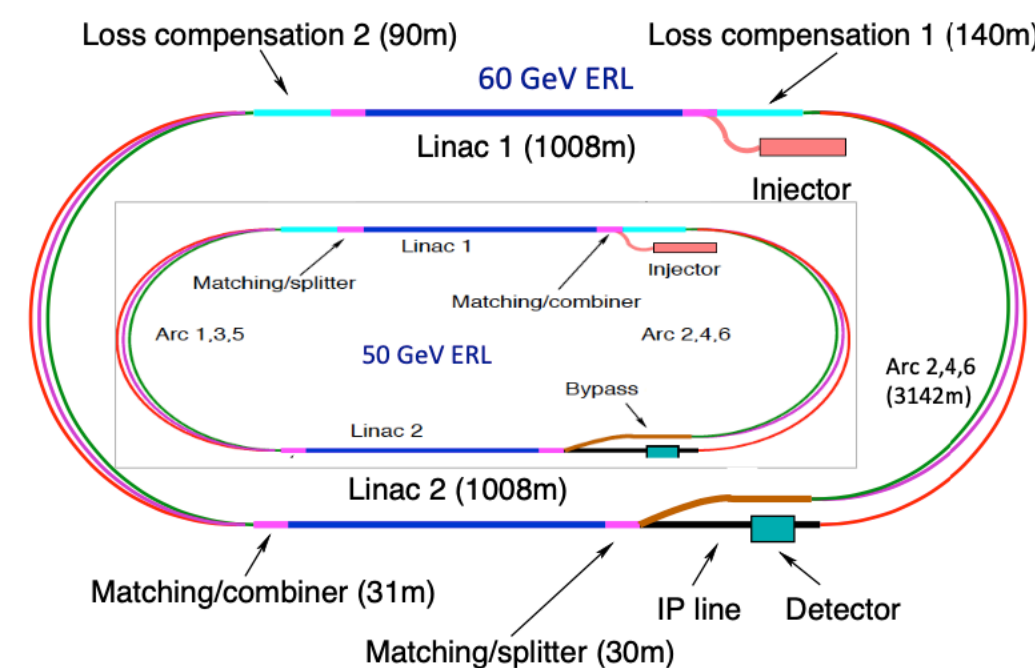 Loss compensation 2 (90m)
Loss compensation 1 (140m)
60 GeV ERL
Linac 1 (1008m)
Injector
Linac 1
Matching/splitter
Injector
Matching/combiner
Arc 1,3,5
Arc 2,4,6
50 GeV ERL
Bypass
Arc 2,4,6
(3142m)
Linac 2
Linac 2 (1008m)
Matching/combiner (31m)
IP line
Detector
Matching/splitter (30m)